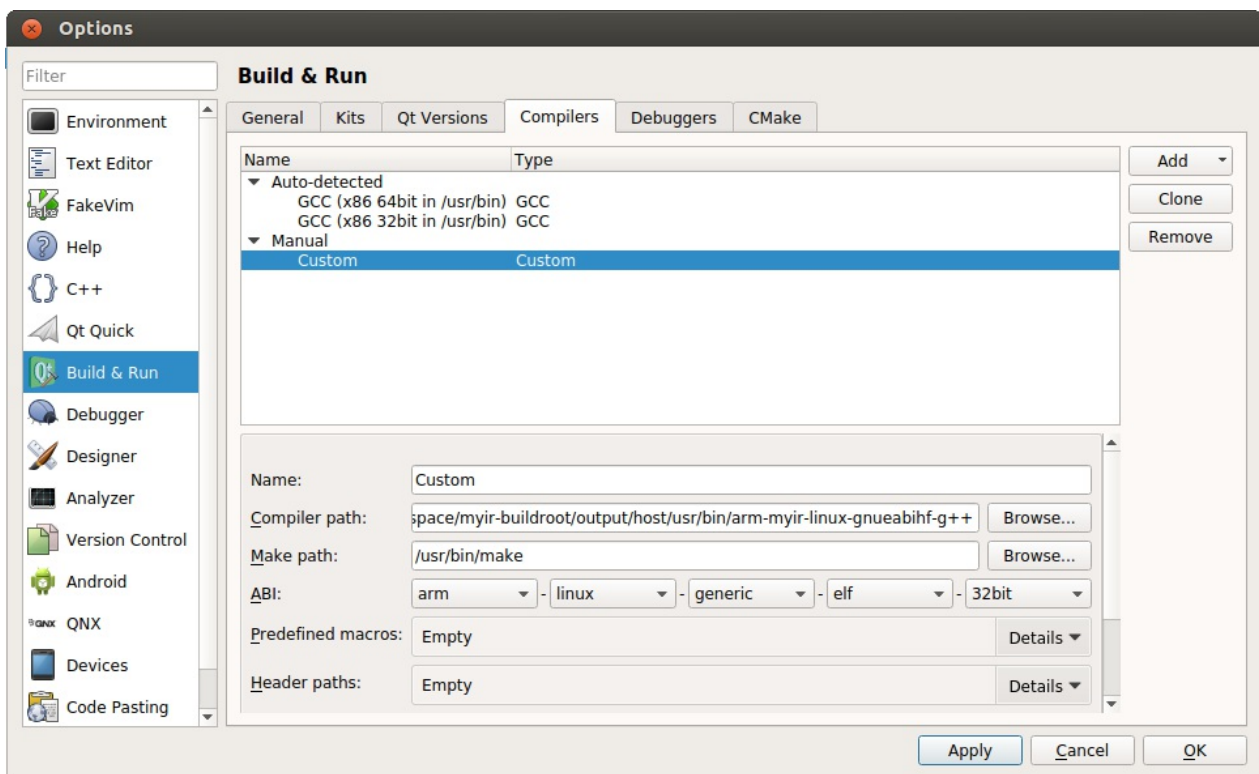 Options
Filter
Build & Run
Environment
Text Editor
FakeVim
Help
C++
Qt Quick
Build & Run
Debugger
Designer
Analyzer
Version Control
Android
QNX
Devices
Code Pasting
General Kits Qt Versions Compilers Debuggers CMake
Name Type
Auto-detected
GCC (x86 64bit in /usr/bin) GCC
GCC (x86 32bit in /usr/bin) GCC
Manual
Custom Custom
Add
Clone
Remove
Name: Custom
Compiler path: space/myir-buildroot/output/host/usr/bin/arm-myir-linux-gnueabihf-g++ Browse...
Make path: /usr/bin/make Browse...
ABI: arm - linux - generic - elf - 32bit
Predefined macros: Empty Details
Header paths: Empty Details
Apply Cancel OK